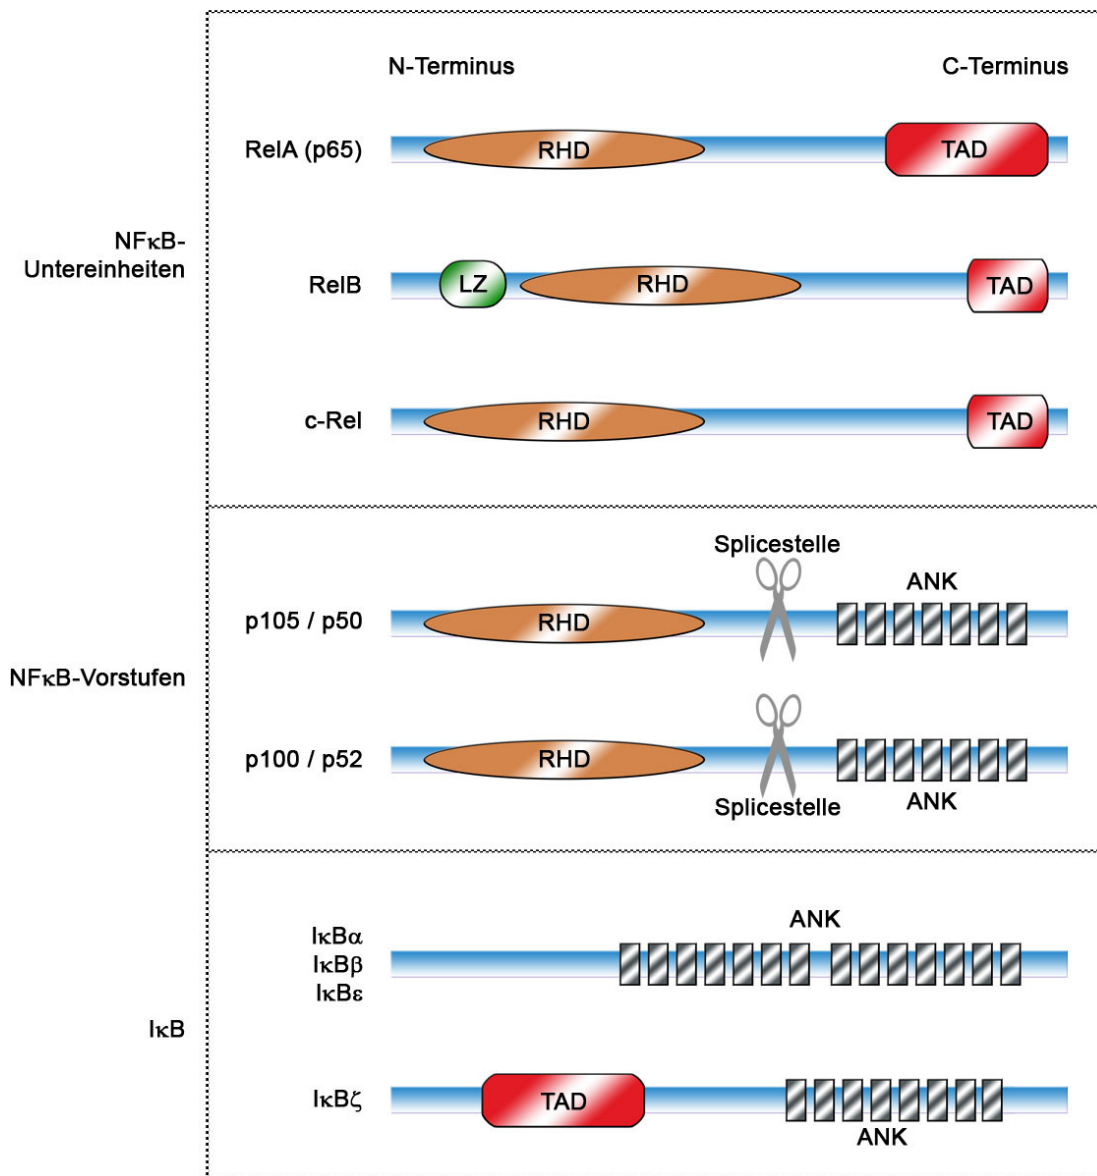 N-Terminus C-Terminus
RelA (p65) RHD TAD
NFκB-
Untereinheiten
RelB LZ RHD TAD
c-Rel RHD TAD
Splicestelle
ANK
p105 / p50 RHD
NFκB-Vorstufen
p100 / p52 RHD
Splicestelle ANK
ANK
IκBα
IκBβ
IκBε
IκB
IκBζ TAD
ANK